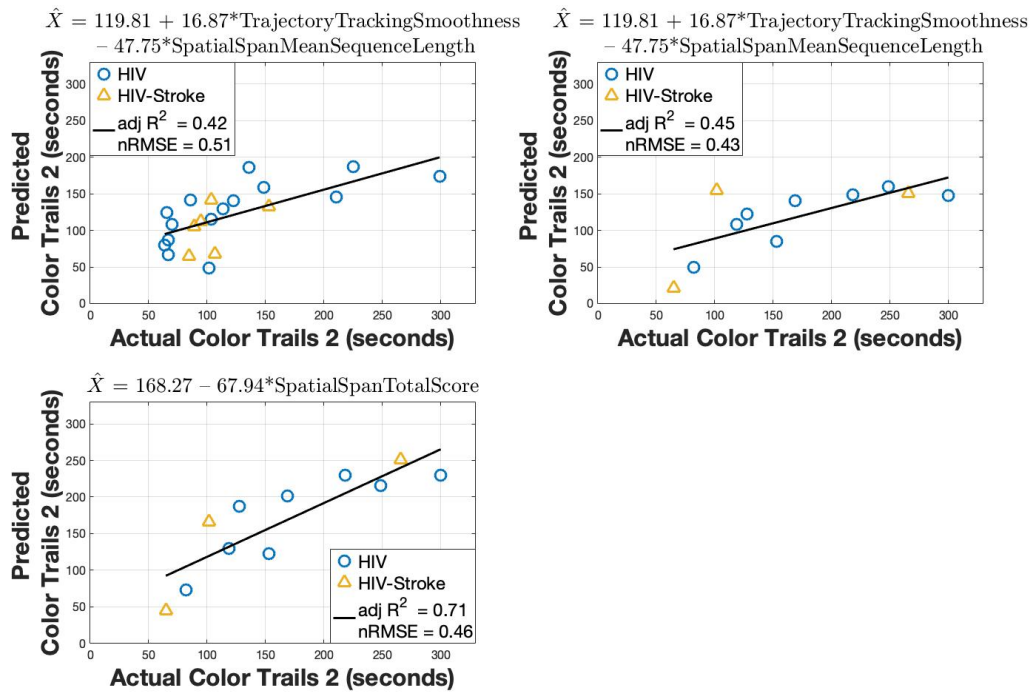 X̂ = 119.81 + 16.87*TrajectoryTrackingSmoothness
– 47.75*SpatialSpanMeanSequenceLength
HIV
HIV-Stroke
adj R² = 0.42
nRMSE = 0.51
Predicted
Color Trails 2 (seconds)
300
250
200
150
100
50
0
0 50 100 150 200 250 300
Actual Color Trails 2 (seconds)
X̂ = 119.81 + 16.87*TrajectoryTrackingSmoothness
– 47.75*SpatialSpanMeanSequenceLength
HIV
HIV-Stroke
adj R² = 0.45
nRMSE = 0.43
Predicted
Color Trails 2 (seconds)
300
250
200
150
100
50
0
0 50 100 150 200 250 300
Actual Color Trails 2 (seconds)
X̂ = 168.27 – 67.94*SpatialSpanTotalScore
Predicted
Color Trails 2 (seconds)
300
250
200
150
100
50
0
HIV
HIV-Stroke
adj R² = 0.71
nRMSE = 0.46
0 50 100 150 200 250 300
Actual Color Trails 2 (seconds)